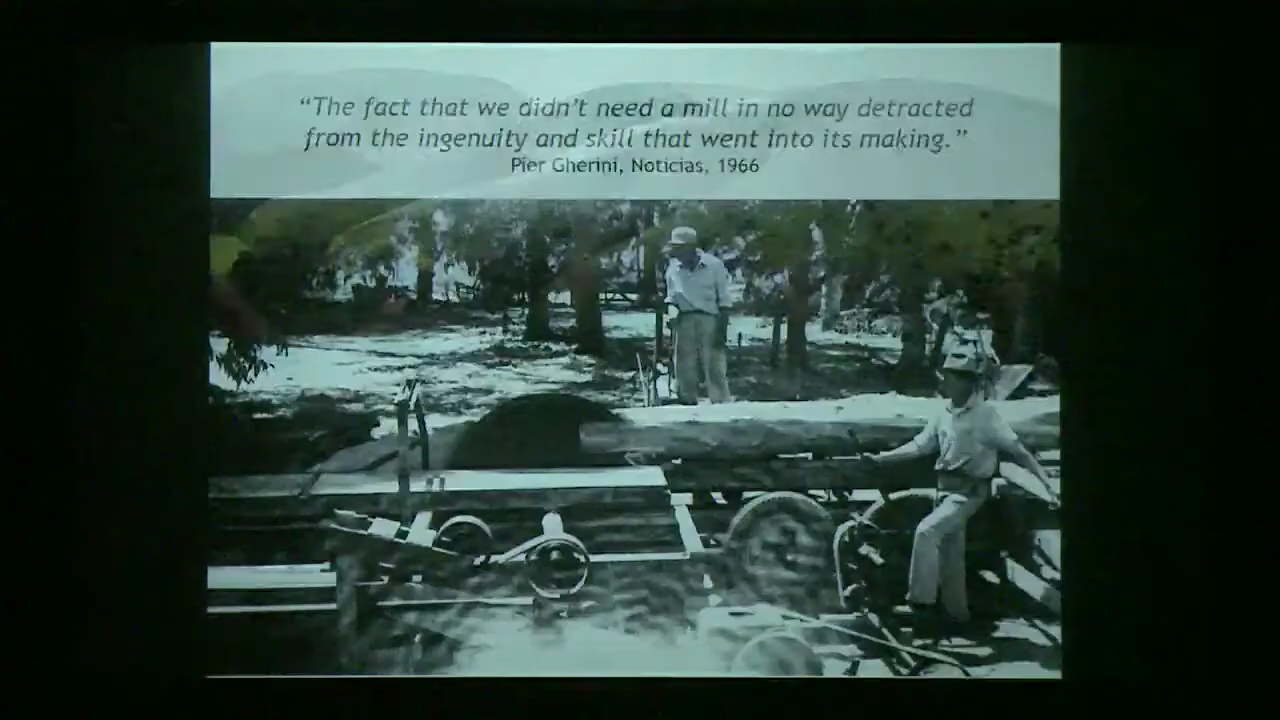 “The fact that we didn’t need a mill in no way detracted
from the ingenuity and skill that went into its making.”
Pier Gherini, Noticias, 1966